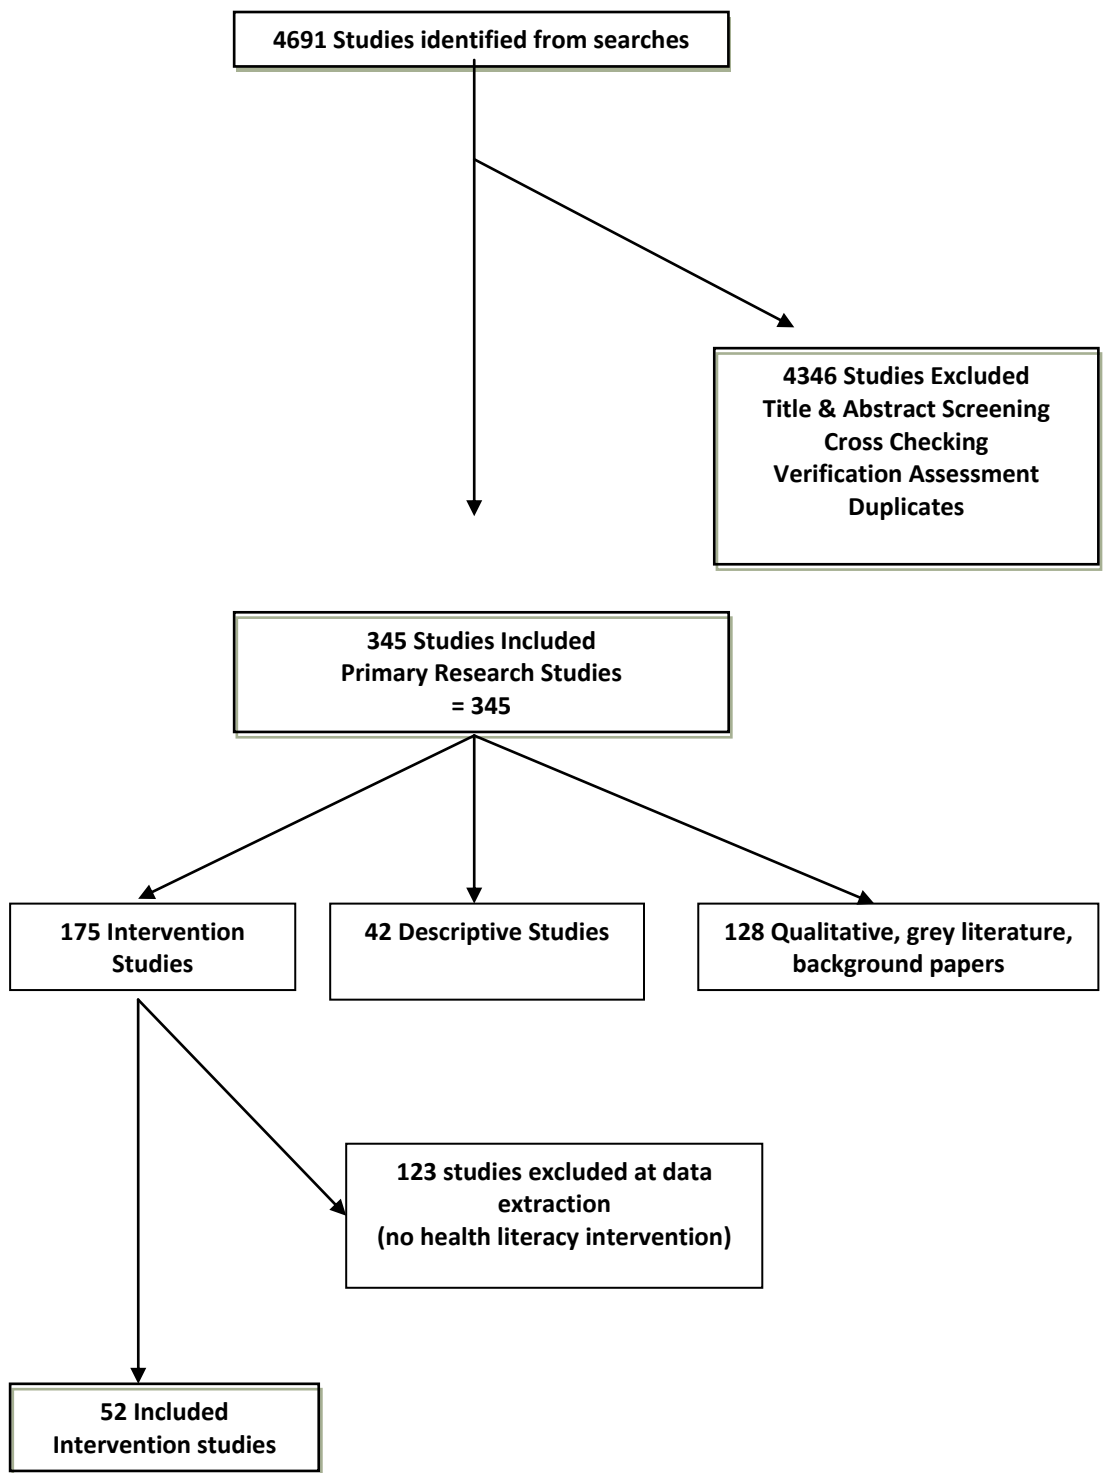 4691 Studies identified from searches
4346 Studies Excluded
Title & Abstract Screening
Cross Checking
Verification Assessment
Duplicates
345 Studies Included
Primary Research Studies
= 345
175 Intervention
Studies
42 Descriptive Studies
128 Qualitative, grey literature,
background papers
123 studies excluded at data
extraction
(no health literacy intervention)
52 Included
Intervention studies